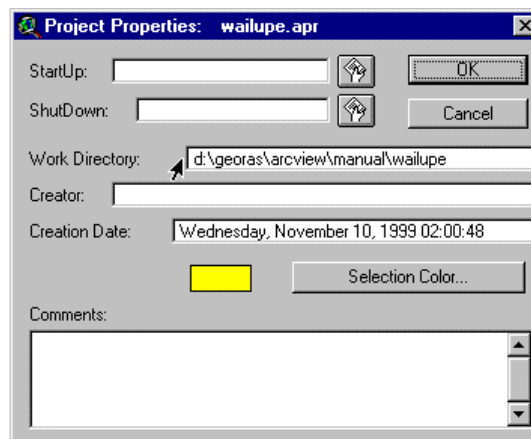 Project Properties: wailupe.apr
StartUp:
OK
ShutDown:
Cancel
Work Directory: d:\georas\arcview\manual\wailupe
Creator:
Creation Date: Wednesday, November 10, 1999 02:00:48
Selection Color...
Comments: